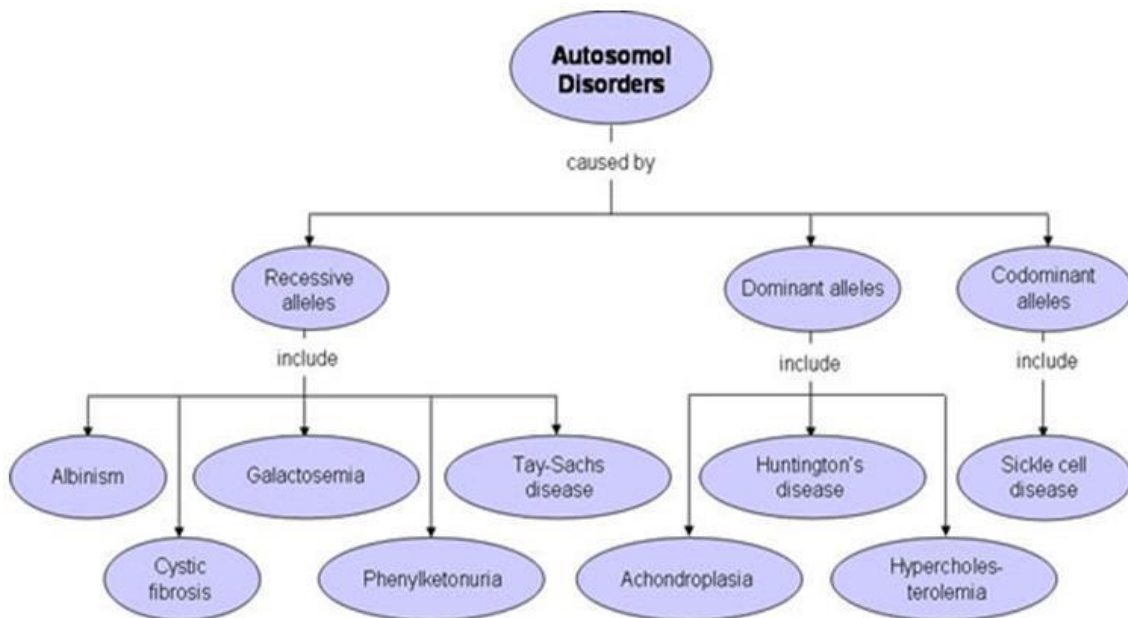 Autosomol
Disorders
caused by
Recessive
alleles
Dominant alleles
Codominant
alleles
include
include
include
Albinism
Galactosemia
Tay-Sachs
disease
Huntington's
disease
Sickle cell
disease
Cystic
fibrosis
Phenylketonuria
Achondroplasia
Hypercholes-
terolemia